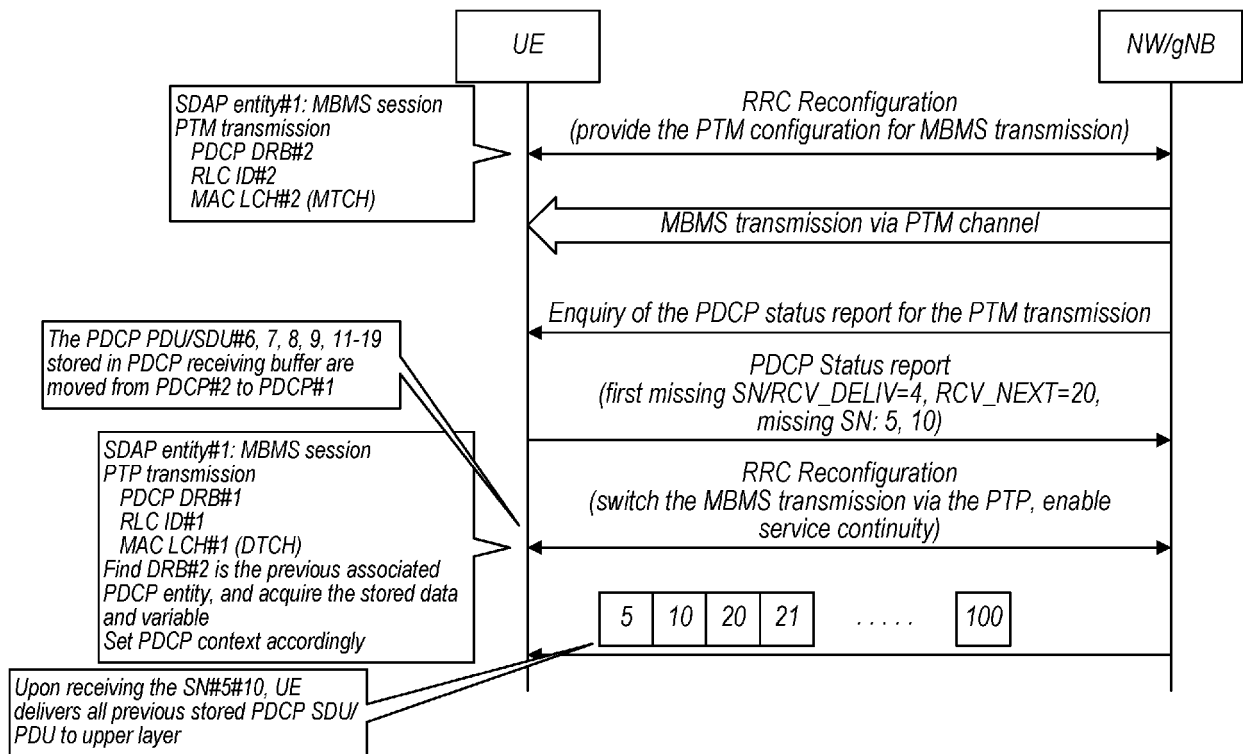 UE
NW/gNB
SDAP entity#1: MBMS session
PTM transmission
PDCP DRB#2
RLC ID#2
MAC LCH#2 (MTCH)
RRC Reconfiguration
(provide the PTM configuration for MBMS transmission)
MBMS transmission via PTM channel
Enquiry of the PDCP status report for the PTM transmission
The PDCP PDU/SDU#6, 7, 8, 9, 11-19
stored in PDCP receiving buffer are
moved from PDCP#2 to PDCP#1
PDCP Status report
(first missing SN/RCV_DELIV=4, RCV_NEXT=20,
missing SN: 5, 10)
SDAP entity#1: MBMS session
PTP transmission
PDCP DRB#1
RLC ID#1
MAC LCH#1 (DTCH)
Find DRB#2 is the previous associated
PDCP entity, and acquire the stored data
and variable
Set PDCP context accordingly
RRC Reconfiguration
(switch the MBMS transmission via the PTP, enable
service continuity)
5 10 20 21 ..... 100
Upon receiving the SN#5#10, UE
delivers all previous stored PDCP SDU/
PDU to upper layer